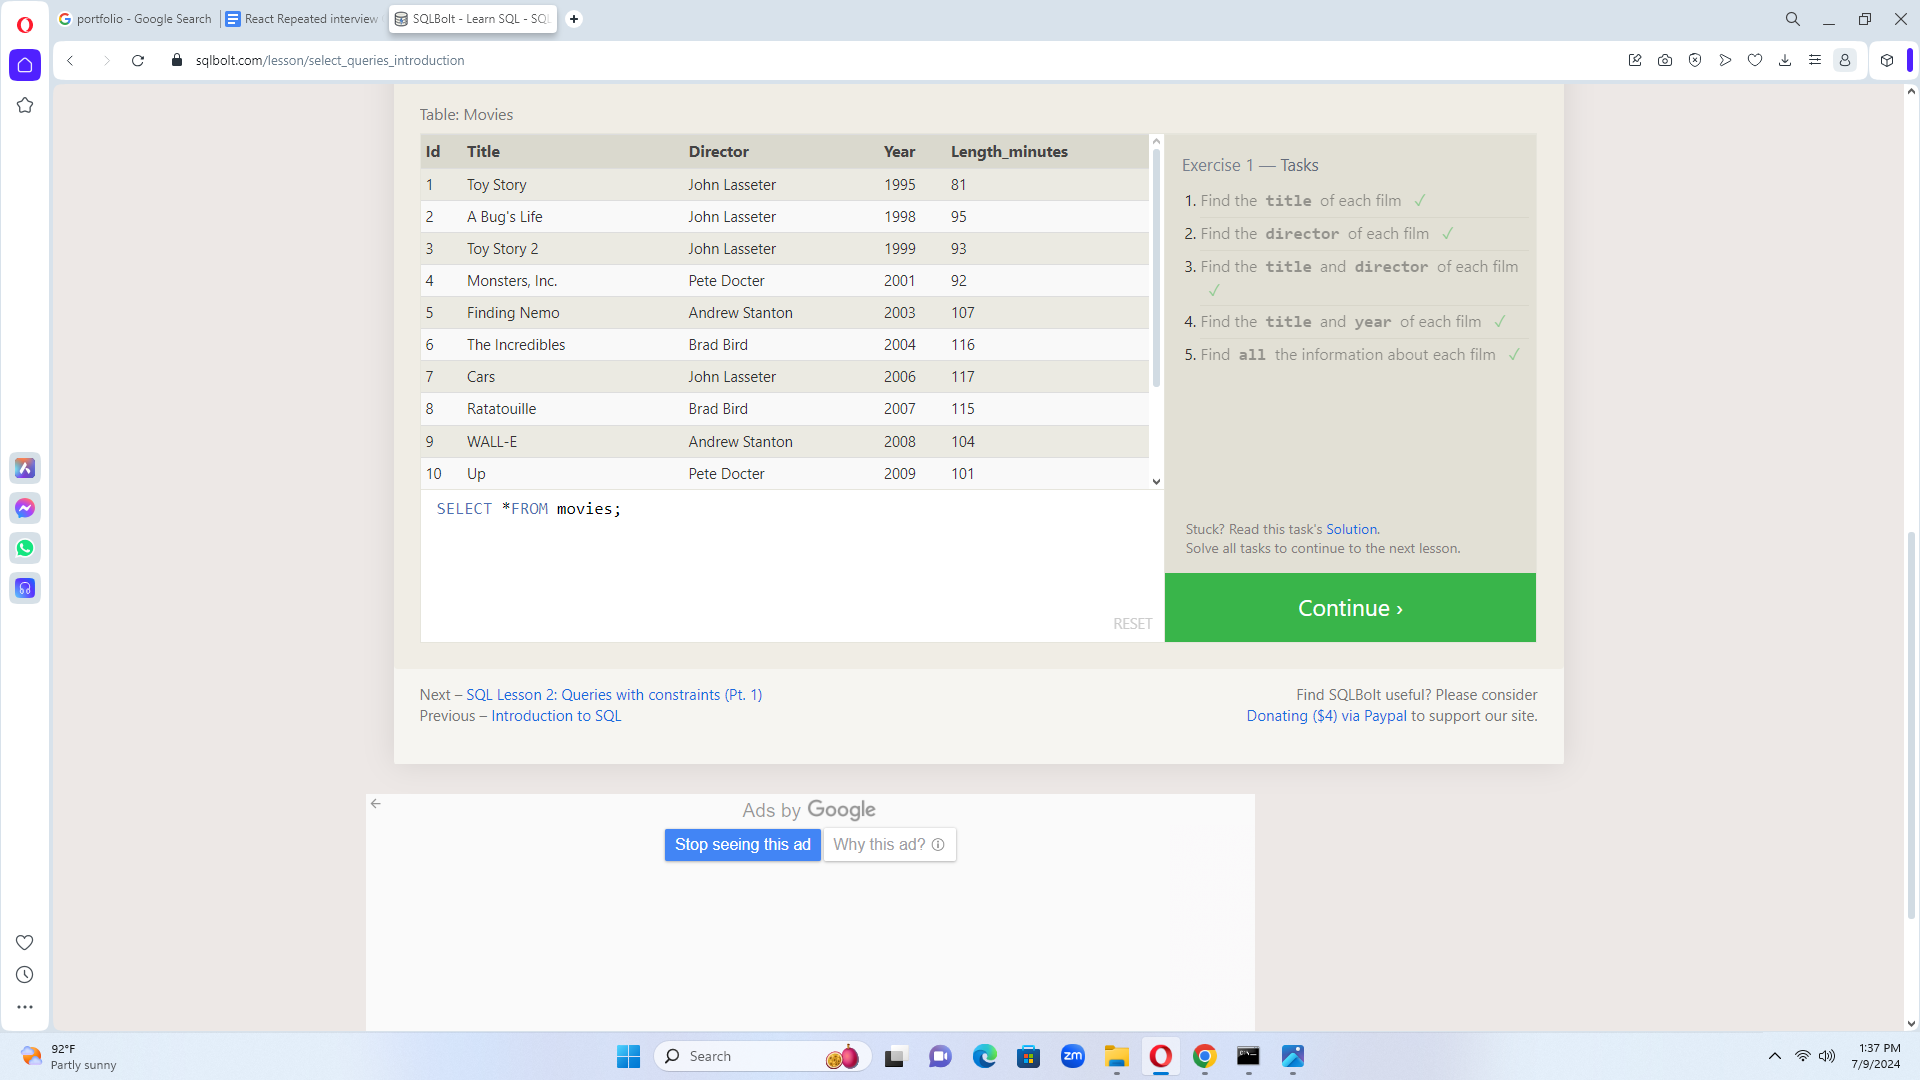 portfolio - Google Search
React Repeated interview
SQLBolt - Learn SQL - SQ
sqlbolt.com/lesson/select_queries_introduction
Table: Movies
Id Title Director Year Length_minutes
1 Toy Story John Lasseter 1995 81
2 A Bug's Life John Lasseter 1998 95
3 Toy Story 2 John Lasseter 1999 93
4 Monsters, Inc. Pete Docter 2001 92
5 Finding Nemo Andrew Stanton 2003 107
6 The Incredibles Brad Bird 2004 116
7 Cars John Lasseter 2006 117
8 Ratatouille Brad Bird 2007 115
9 WALL-E Andrew Stanton 2008 104
10 Up Pete Docter 2009 101
SELECT *FROM movies;
RESET
Exercise 1 — Tasks
1. Find the title of each film ✓
2. Find the director of each film ✓
3. Find the title and director of each film
✓
4. Find the title and year of each film ✓
5. Find all the information about each film ✓
Stuck? Read this task's Solution.
Solve all tasks to continue to the next lesson.
Continue ›
Next – SQL Lesson 2: Queries with constraints (Pt. 1)
Previous – Introduction to SQL
Find SQLBolt useful? Please consider
Donating ($4) via Paypal to support our site.
Ads by Google
Stop seeing this ad
Why this ad?
92°F
Partly sunny
Search
zm
1:37 PM
7/9/2024